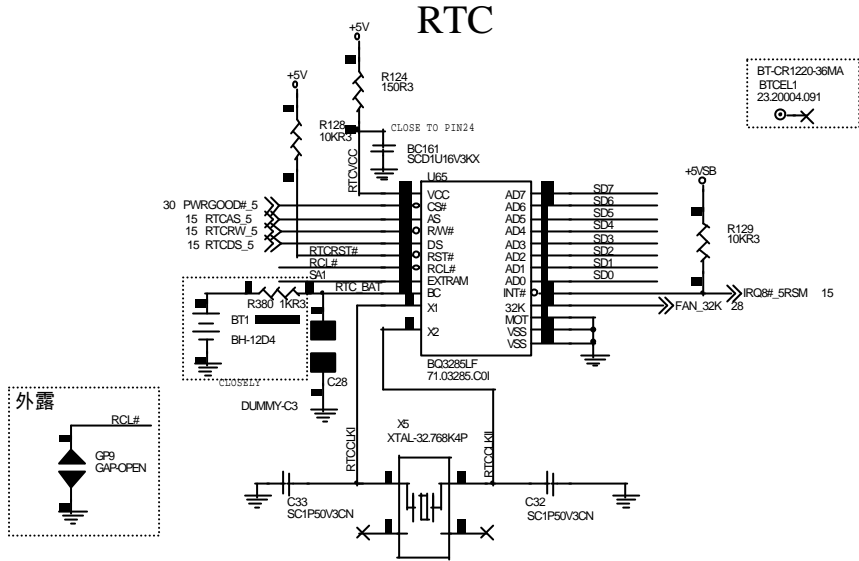 RTC
+5V
R124
150R3
+5V
R128
10KR3
CLOSE TO PIN24
BC161
SCD1U16V3KX
RTCVCC
BT-CR1220-36MA
BTCEL1
23.20004.091
U65
30 PWRGOOD#_5
15 RTCAS_5
15 RTCRW_5
15 RTCDS_5
RTCRST#
RCL#
SA1
RTC_BAT
VCC
CS#
AS
R/W#
DS
RST#
RCL#
EXTRAM
BC
X1
X2
AD7
AD6
AD5
AD4
AD3
AD2
AD1
AD0
INT#
32K
MOT
VSS
VSS
SD7
SD6
SD5
SD4
SD3
SD2
SD1
SD0
+5VSB
R129
10KR3
IRQ8#_5RSM 15
FAN_32K 28
R380 1KR3
BT1
BH-12D4
CLOSELY
C28
DUMMY-C3
BQ3285LF
71.03285.C0I
外露
RCL#
GP9
GAP-OPEN
RTCCLKI
X5
XTAL-32.768K4P
RTCCLKII
C33
SC1P50V3CN
C32
SC1P50V3CN